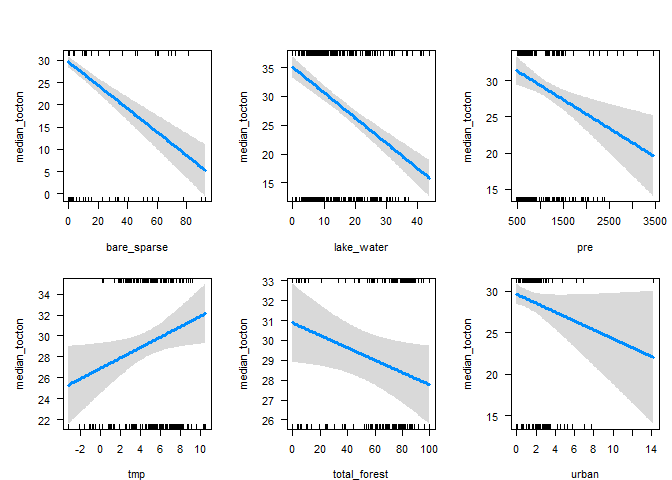 median_tocton
30
25
20
15
10
5
0
0 20 40 60 80
bare_sparse
median_tocton
35
30
25
20
15
0 10 20 30 40
lake_water
median_tocton
30
25
20
15
500 1500 2500 3500
pre
median_tocton
34
32
30
28
26
24
22
-2 0 2 4 6 8 10
tmp
median_tocton
33
32
31
30
29
28
27
26
0 20 40 60 80 100
total_forest
median_tocton
30
25
20
15
0 2 4 6 8 10 14
urban